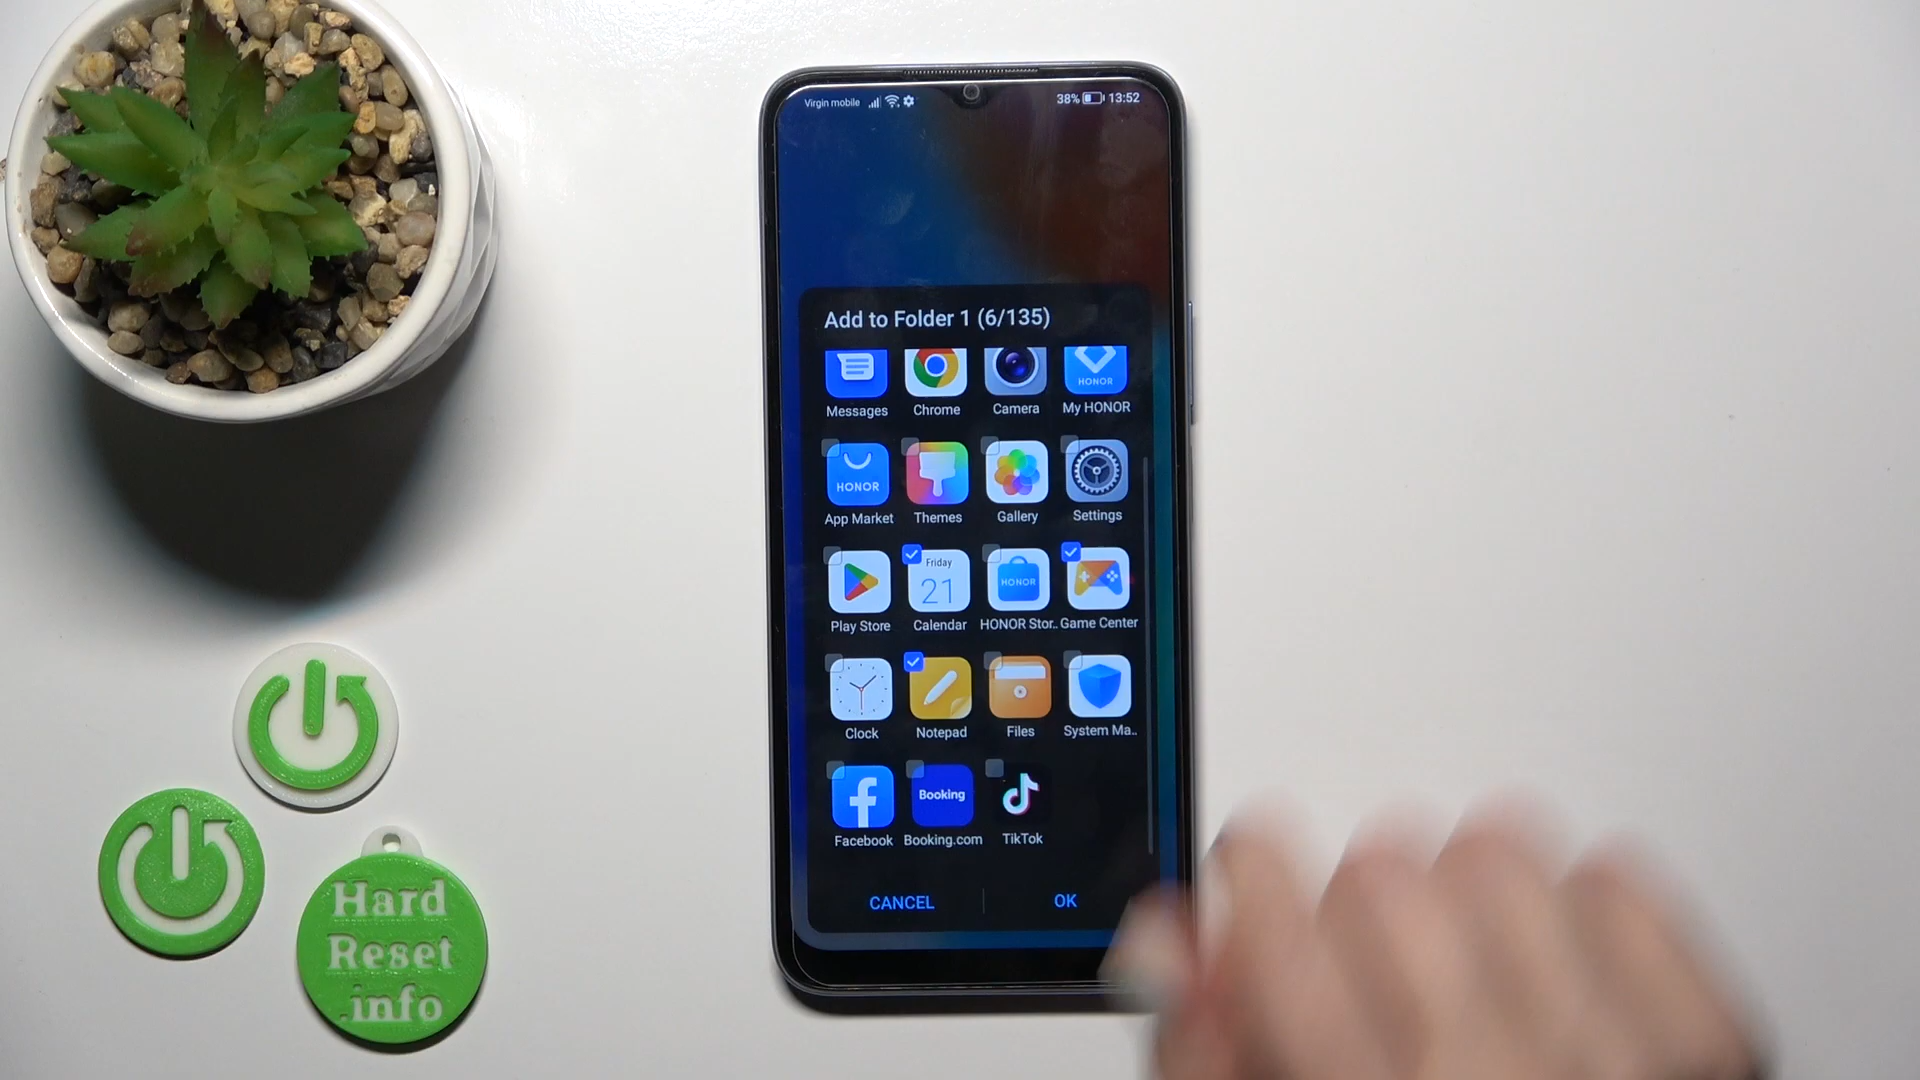 Virgin mobile
38% 13:52
Add to Folder 1 (6/135)
HONOR
Messages Chrome Camera My HONOR
HONOR
App Market Themes Gallery Settings
Friday
21
HONOR
Play Store Calendar HONOR Stor.. Game Center
Clock Notepad Files System Ma..
Booking
Facebook Booking.com TikTok
CANCEL OK
Hard
Reset
.info